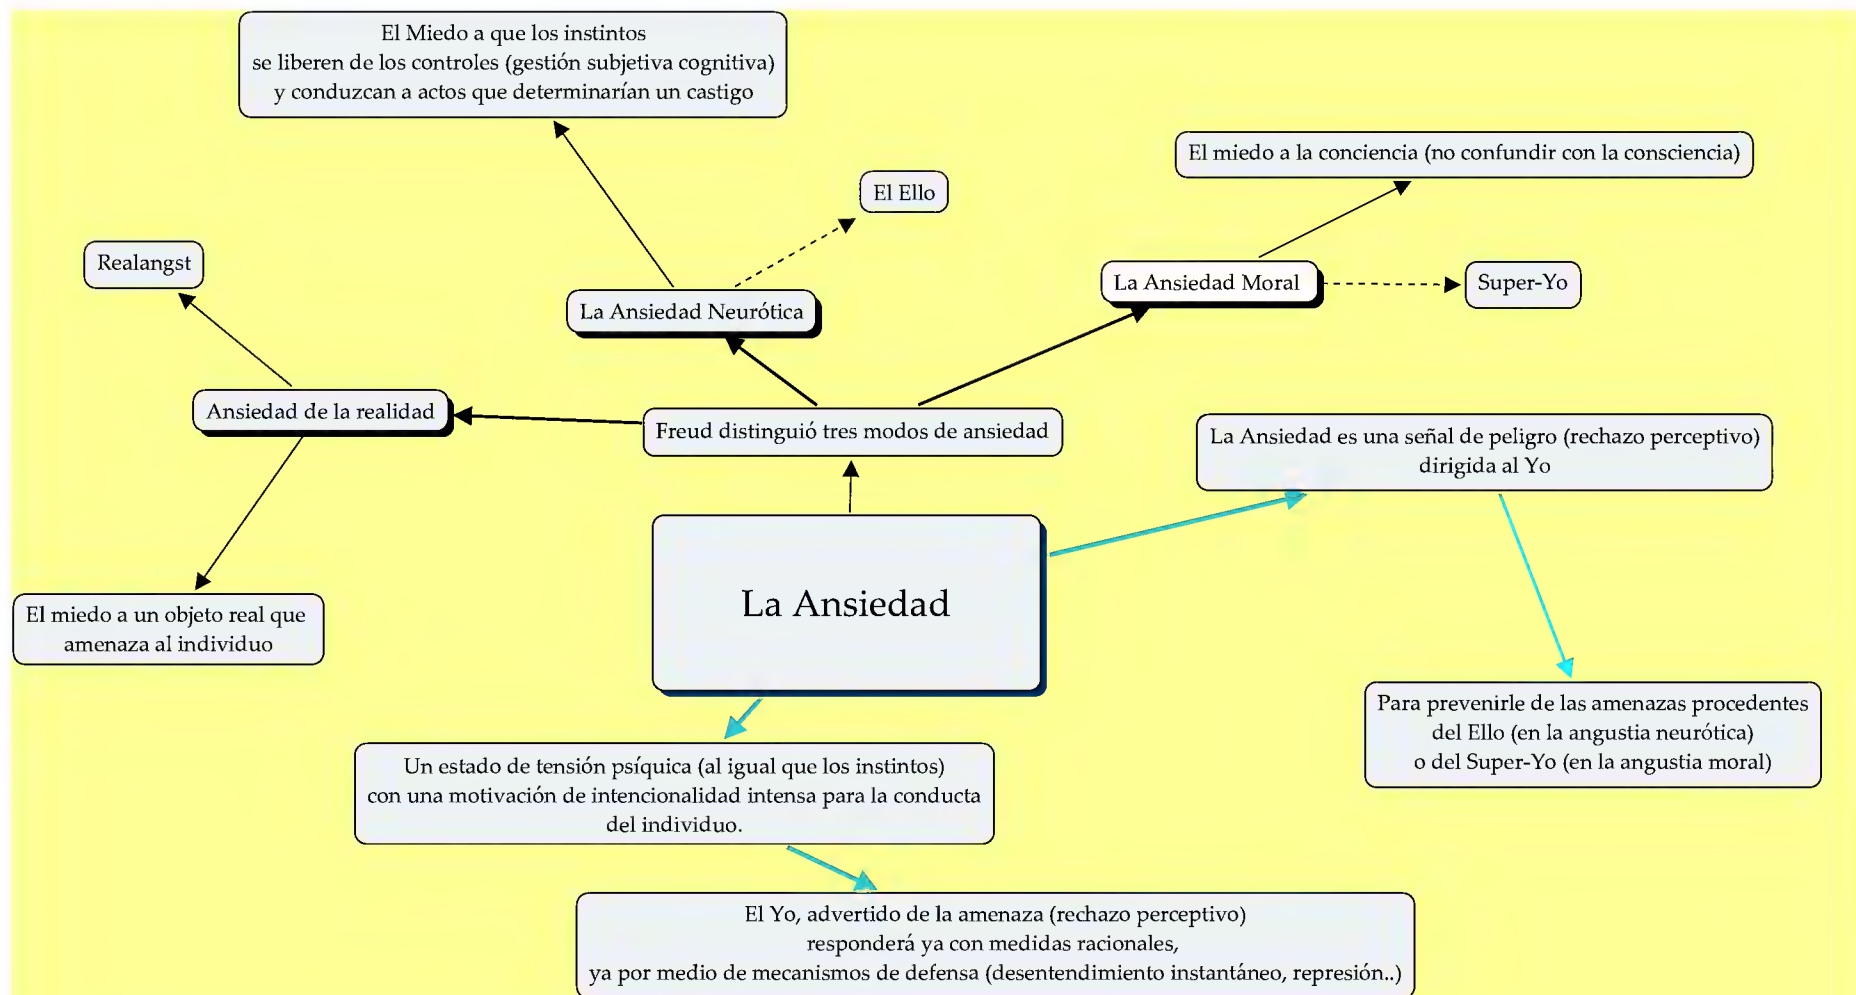 El Miedo a que los instintos
se liberen de los controles (gestión subjetiva cognitiva)
y conduzcan a actos que determinarían un castigo
El miedo a la conciencia (no confundir con la consciencia)
El Ello
Realangst
La Ansiedad Moral
Super-Yo
La Ansiedad Neurótica
Ansiedad de la realidad
Freud distinguió tres modos de ansiedad
La Ansiedad es una señal de peligro (rechazo perceptivo)
dirigida al Yo
La Ansiedad
El miedo a un objeto real que
amenaza al individuo
Para prevenirle de las amenazas procedentes
del Ello (en la angustia neurótica)
o del Super-Yo (en la angustia moral)
Un estado de tensión psíquica (al igual que los instintos)
con una motivación de intencionalidad intensa para la conducta
del individuo.
El Yo, advertido de la amenaza (rechazo perceptivo)
responderá ya con medidas racionales,
ya por medio de mecanismos de defensa (desentendimiento instantáneo, represión..)